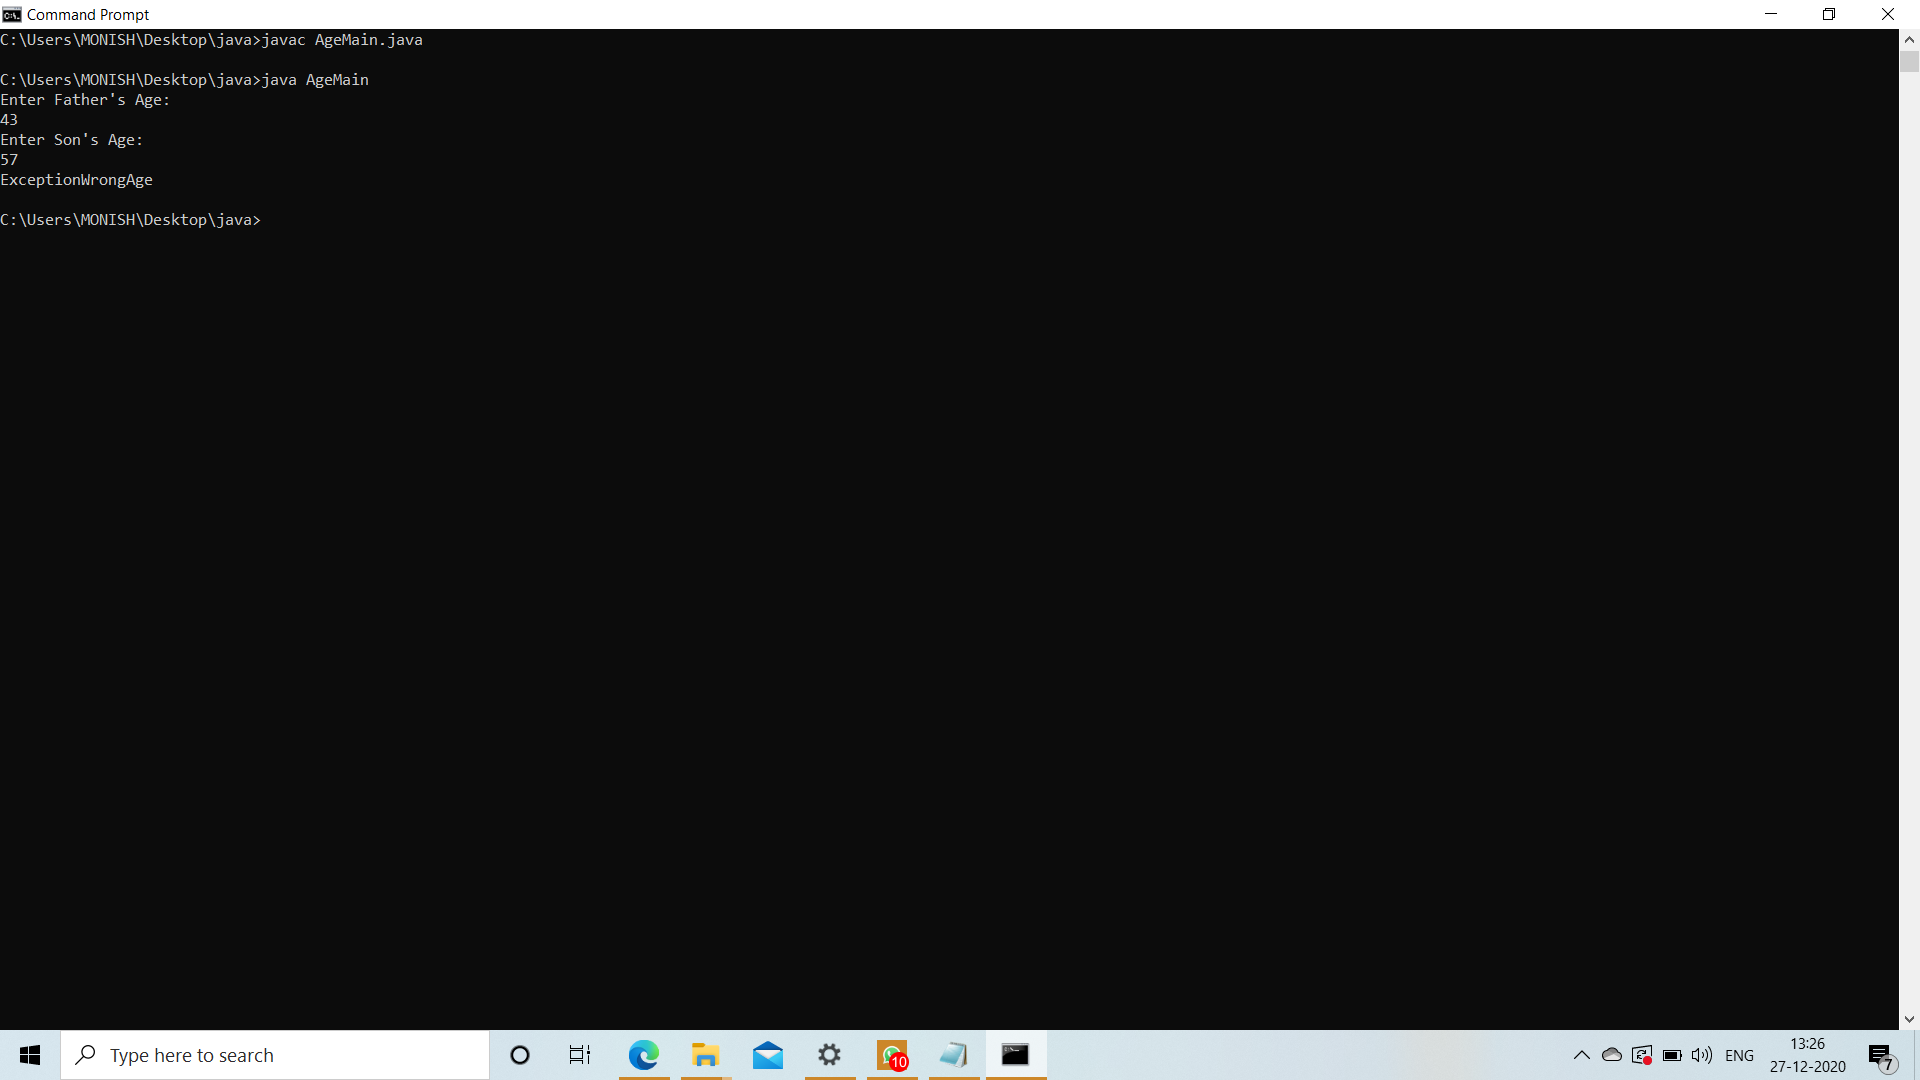 Command Prompt
C:\Users\MONISH\Desktop\java>javac AgeMain.java
C:\Users\MONISH\Desktop\java>java AgeMain
Enter Father's Age:
43
Enter Son's Age:
57
ExceptionWrongAge
C:\Users\MONISH\Desktop\java>
Type here to search
10
ENG
13:26
27-12-2020
7